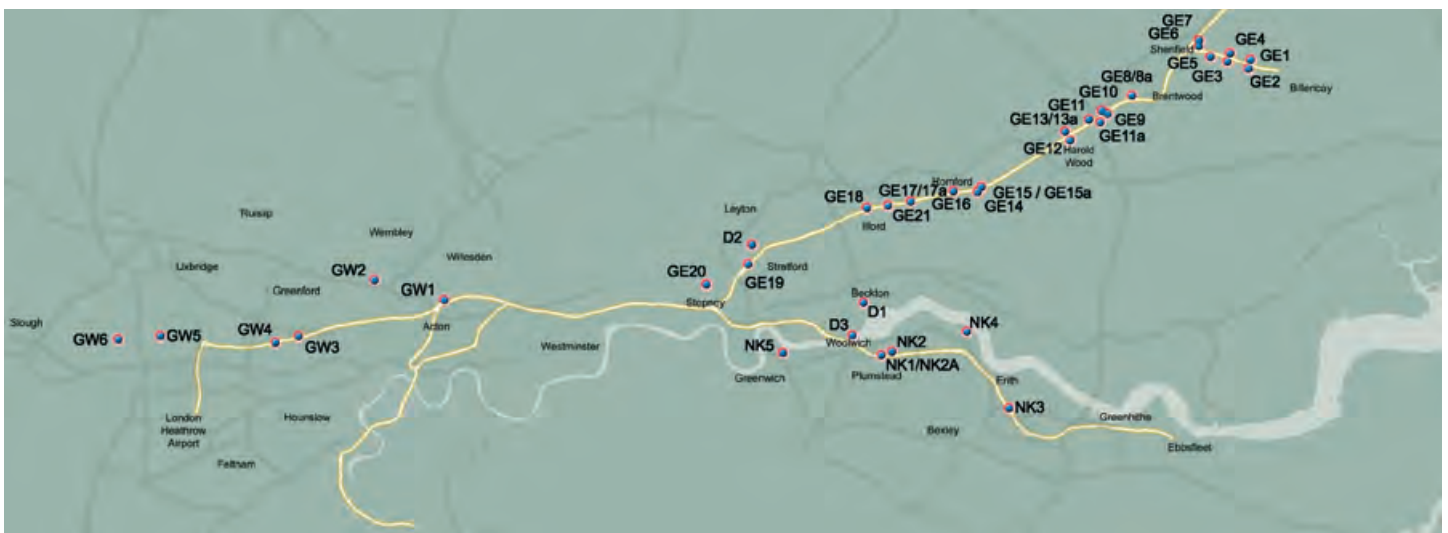 GE7
GE6
Shenfield
GE4
GE1
GE5
GE3
GE2
Billericay
GE8/8a
Brentwood
GE10
GE11
GE9
GE13/13a
GE11a
GE12
Harold
Wood
Romford
GE17/17a
GE15 / GE15a
GE18
GE16
GE14
GE21
Ilford
Leyton
D2
Stratford
GE19
GE20
Stepney
Ruislip
Wembley
Willesden
Uxbridge
GW2
Greenford
GW1
Acton
Slough
GW6
GW5
GW4
GW3
Westminster
Beckton
D1
D3
Woolwich
NK4
NK5
NK2
NK1/NK2A
Greenwich
Plumstead
Erith
NK3
London
Heathrow
Airport
Hounslow
Feltham
Bexley
Greenhithe
Ebbsfleet